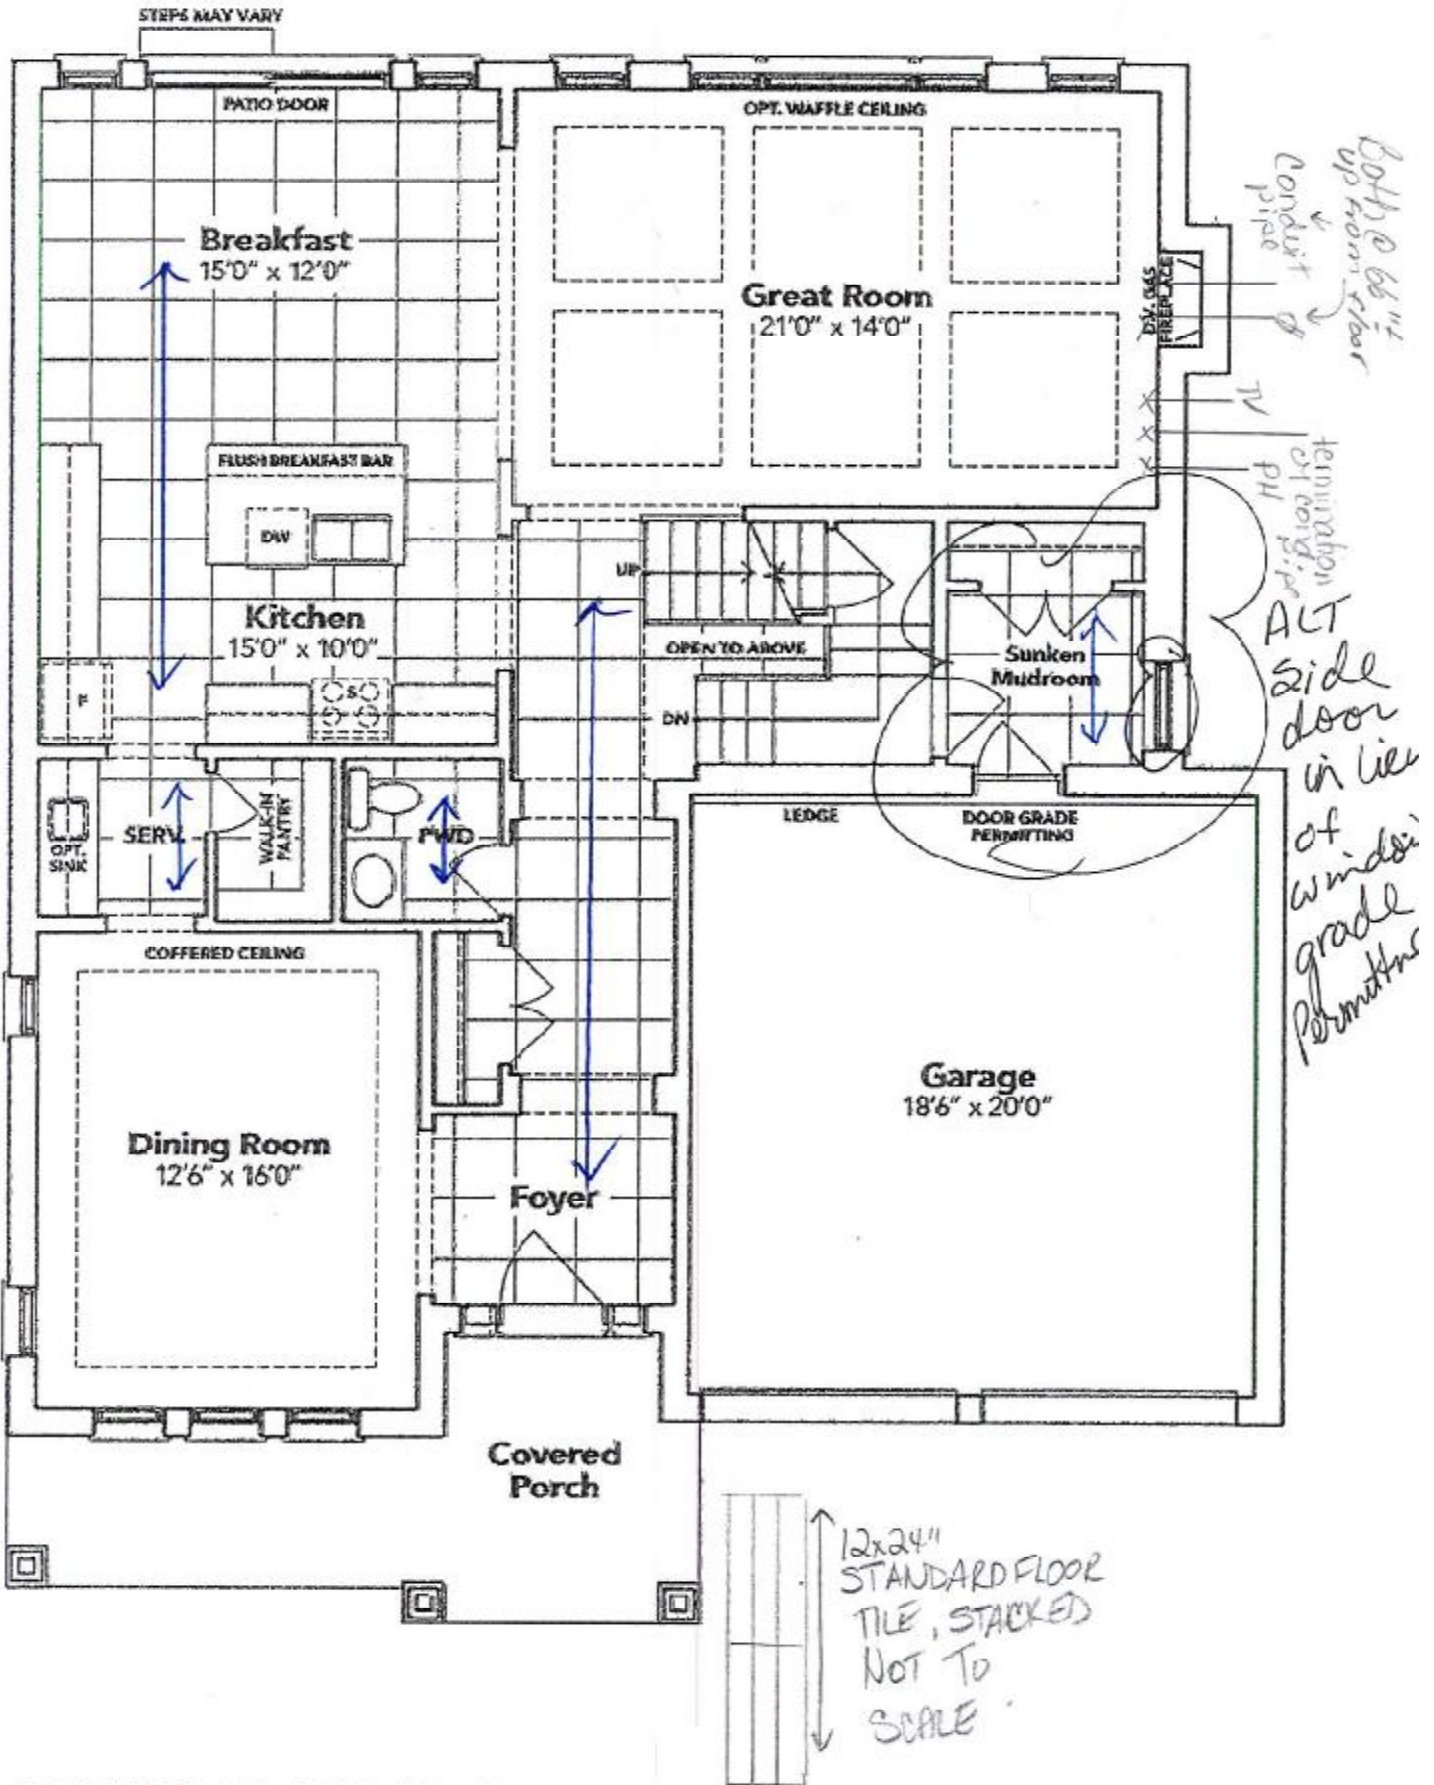 STEPS MAY VARY
PATIO DOOR
OPT. WAFFLE CEILING
Breakfast
15'0" x 12'0"
Great Room
21'0" x 14'0"
D.V. GAS
FIREPLACE
Both @ 66"±
up from floor
Conduit
pipe
TV
termination
of cond. pipe
PH
FLUSH BREAKFAST BAR
DW
UP
Kitchen
15'0" x 10'0"
OPEN TO ABOVE
Sunken
Mudroom
F
S
DN
ALT
side
door
in lieu
of
window
grade
permitting
OPT.
SINK
SERV.
WALK-IN
PANTRY
PWD
LEDGE
DOOR GRADE
PERMITTING
COFFERED CEILING
Garage
18'6" x 20'0"
Dining Room
12'6" x 16'0"
Foyer
Covered
Porch
12x24"
STANDARD FLOOR
TILE, STACKED
NOT TO
SCALE